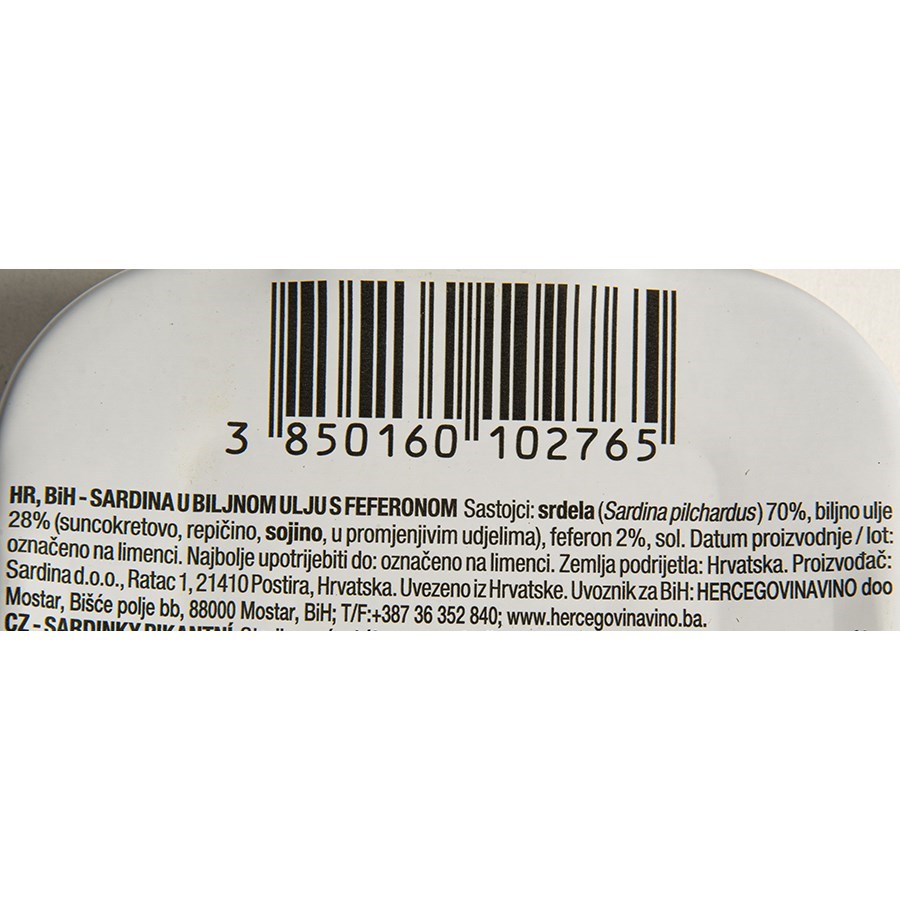 3 850160 102765
HR, BiH - SARDINA U BILJNOM ULJU S FEFERONOM Sastojci: srdela (Sardina pilchardus) 70%, biljno ulje
28% (suncokretovo, repičino, sojino, u promjenjivim udjelima), feferon 2%, sol. Datum proizvodnje / lot:
označeno na limenci. Najbolje upotrijebiti do: označeno na limenci. Zemlja podrijetla: Hrvatska. Proizvođač:
Sardina d.o.o., Ratac 1, 21410 Postira, Hrvatska. Uvezeno iz Hrvatske. Uvoznik za BiH: HERCEGOVINAVINO doo
Mostar, Bišće polje bb, 88000 Mostar, BiH; T/F:+387 36 352 840; www.hercegovinavino.ba.
CZ - SARDINKY PIKANTNÍ.